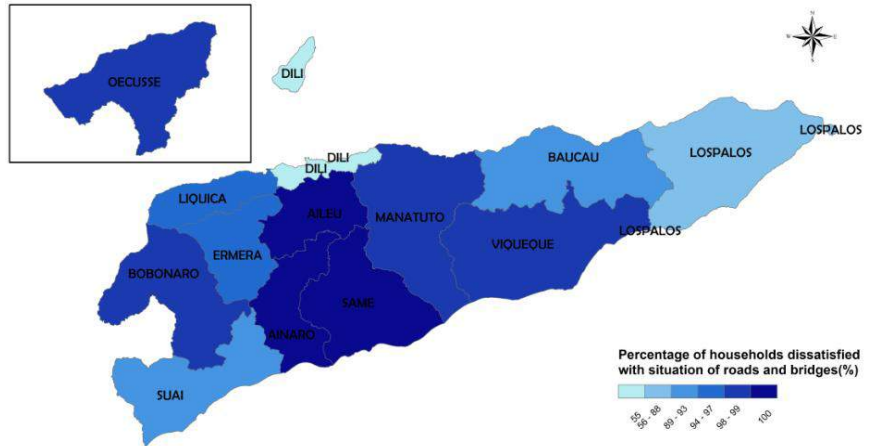 N
W
E
S
OECUSSE
DILI
LOSPALOS
DILI
DILI
BAUCAU
LOSPALOS
LIQUICA
AILEU
MANATUTO
LOSPALOS
VIQUEQUE
ERMERA
BOBONARO
SAME
AINARO
SUAI
Percentage of households dissatisfied
with situation of roads and bridges(%)
55
56 - 88
89 - 93
94 - 97
98 - 99
100